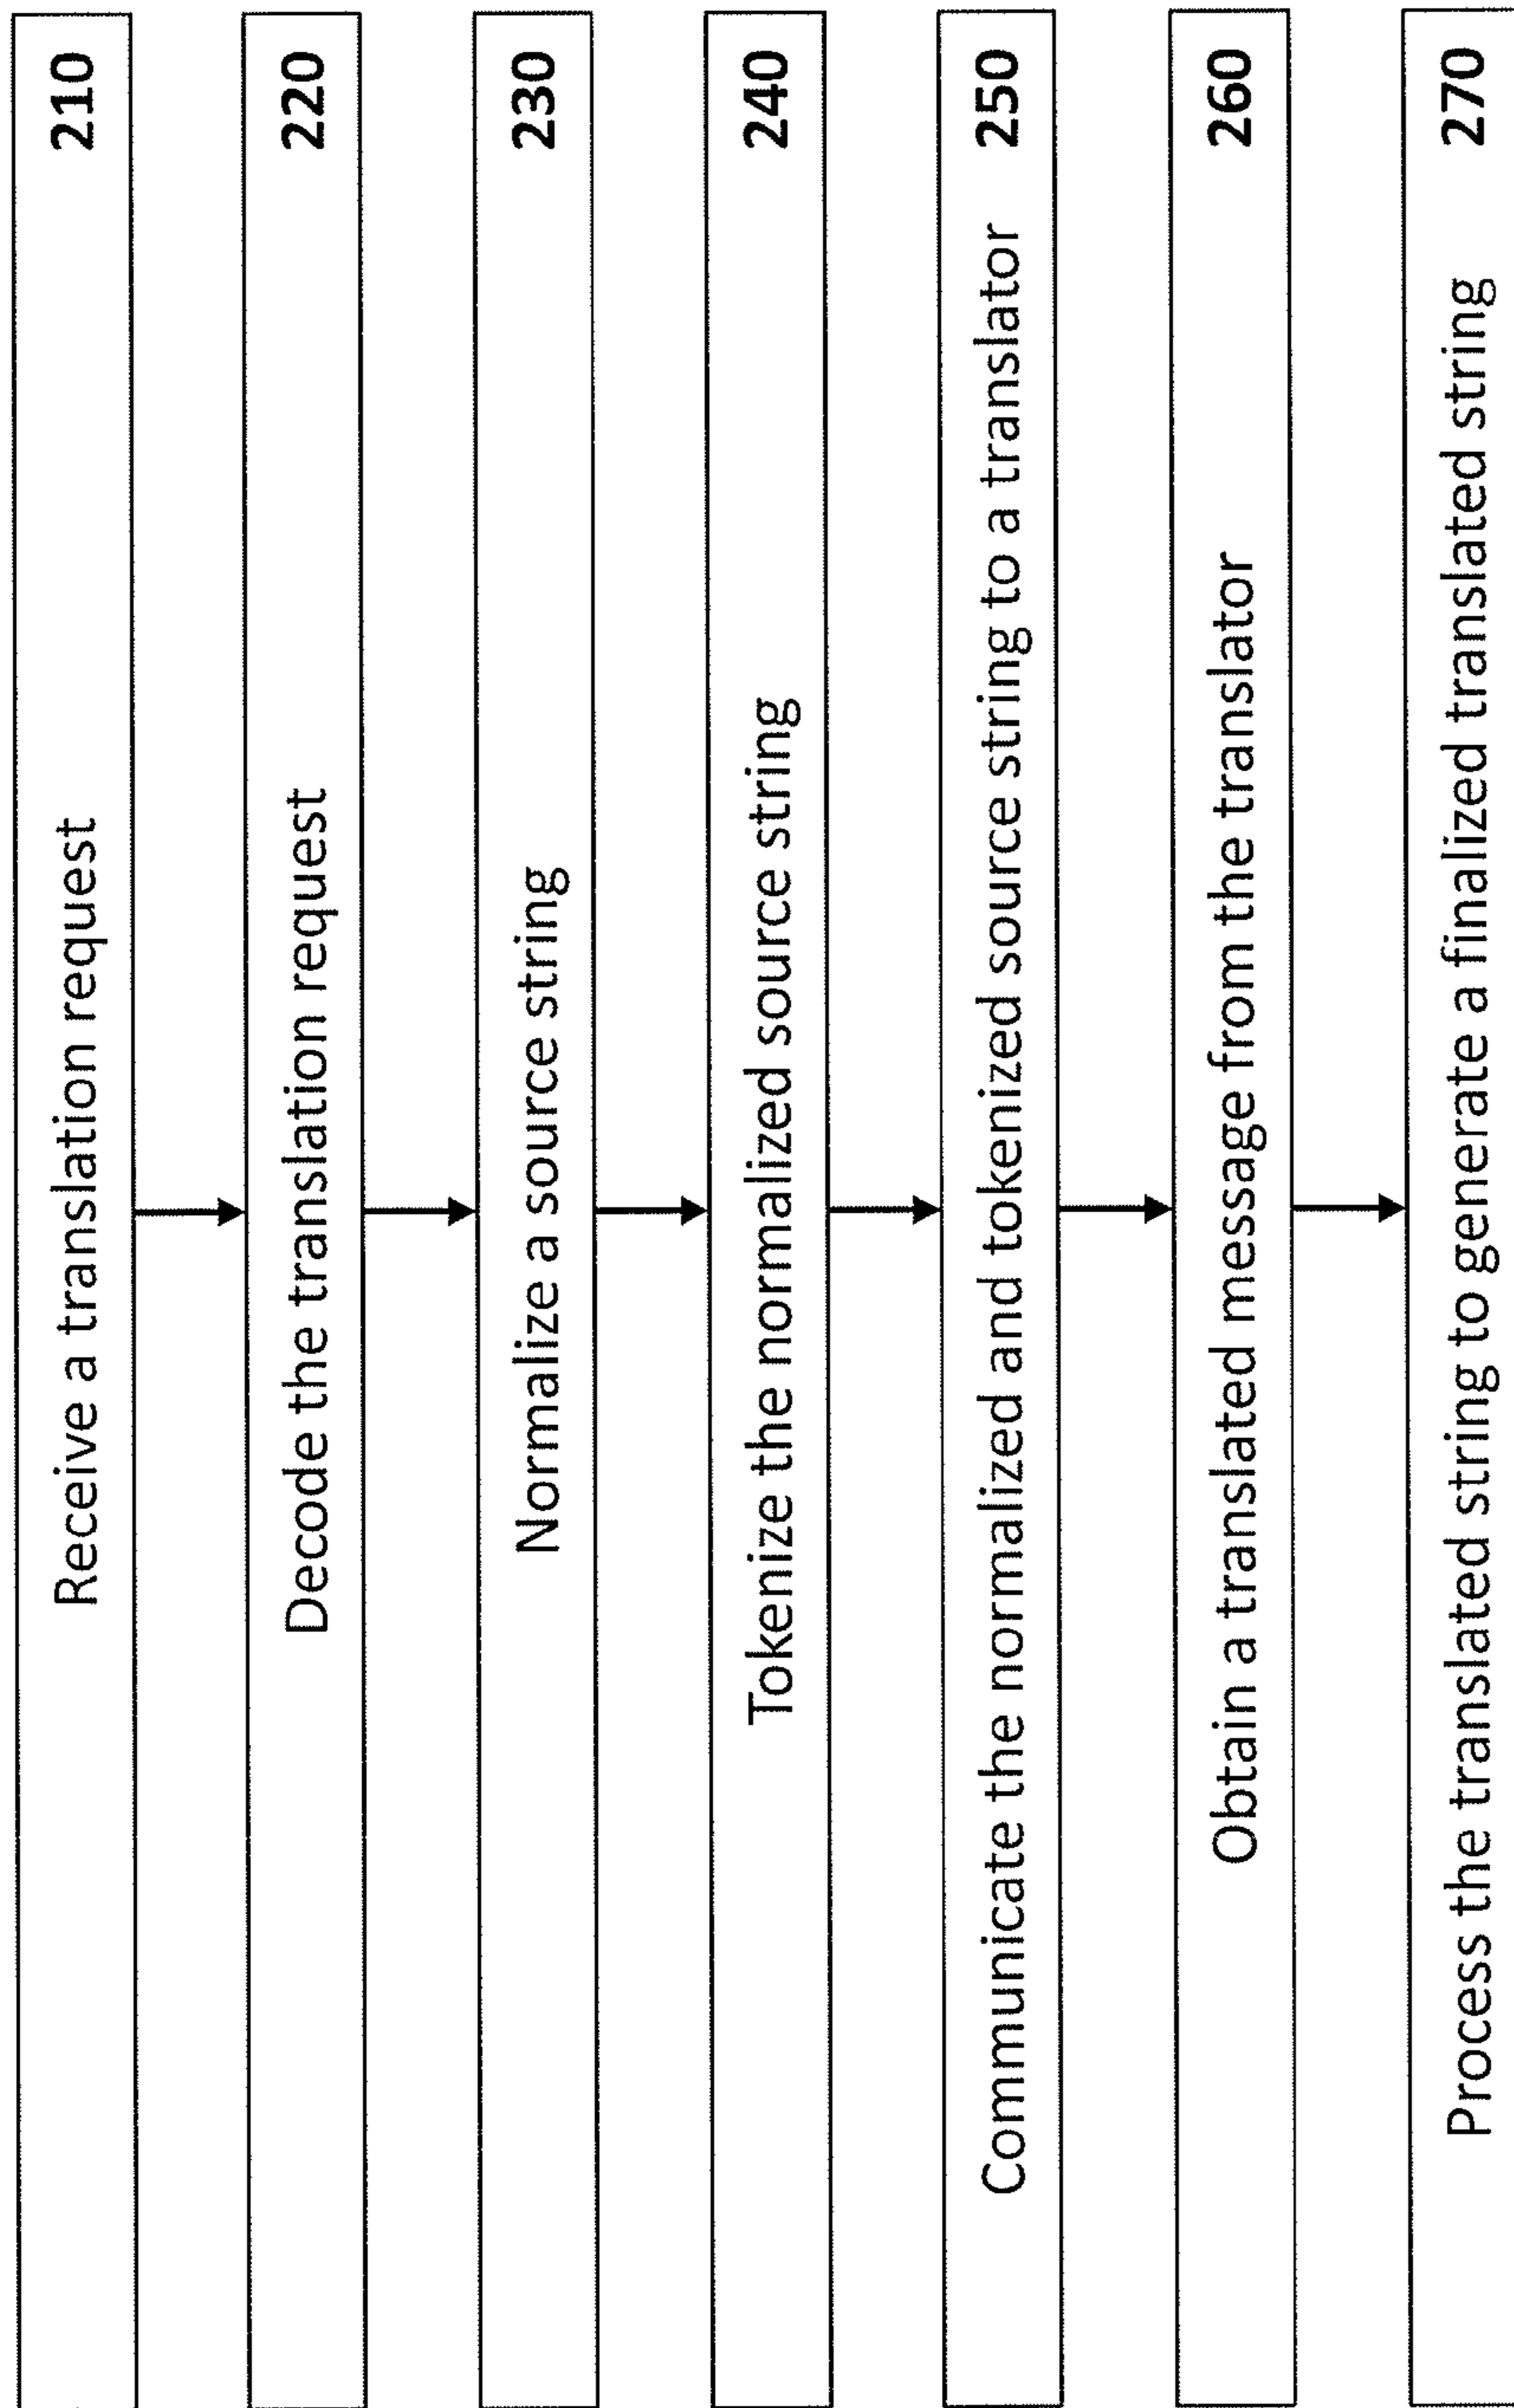 Receive a translation request 210
Decode the translation request 220
Normalize a source string 230
Tokenize the normalized source string 240
Communicate the normalized and tokenized source string to a translator 250
Obtain a translated message from the translator 260
Process the translated string to generate a finalized translated string 270